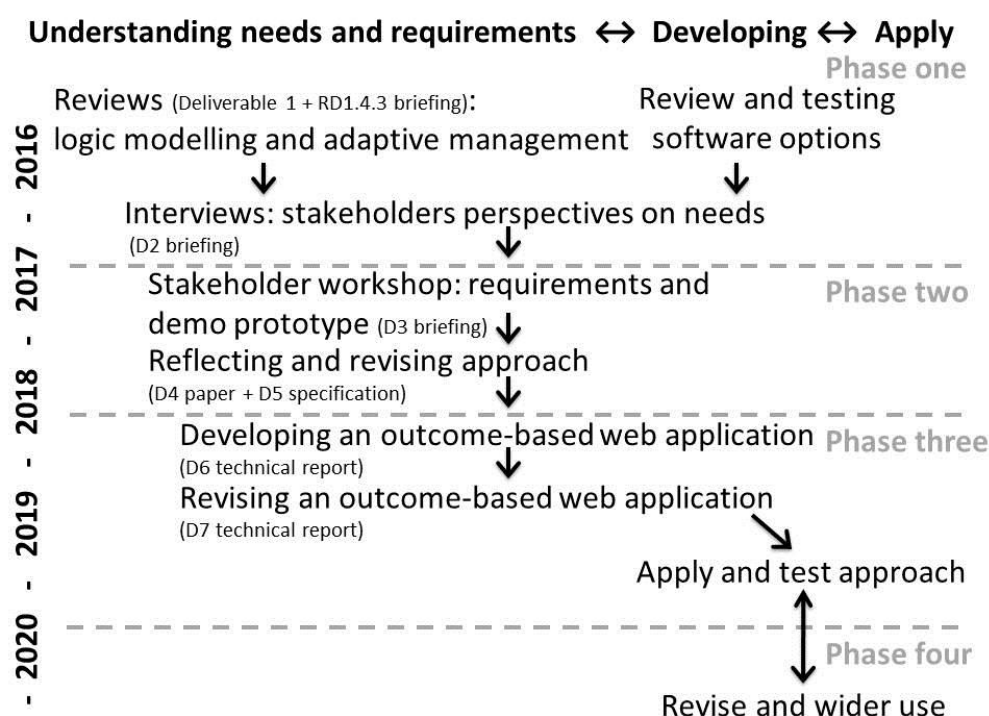 Understanding needs and requirements ↔ Developing ↔ Apply
Phase one
Reviews (Deliverable 1 + RD1.4.3 briefing):
logic modelling and adaptive management
Review and testing
software options
Interviews: stakeholders perspectives on needs
(D2 briefing)
Stakeholder workshop: requirements and
demo prototype (D3 briefing)
Phase two
Reflecting and revising approach
(D4 paper + D5 specification)
Developing an outcome-based web application
(D6 technical report)
Phase three
Revising an outcome-based web application
(D7 technical report)
Apply and test approach
Phase four
Revise and wider use
- 2020 - 2019 - 2018 - 2017 - 2016